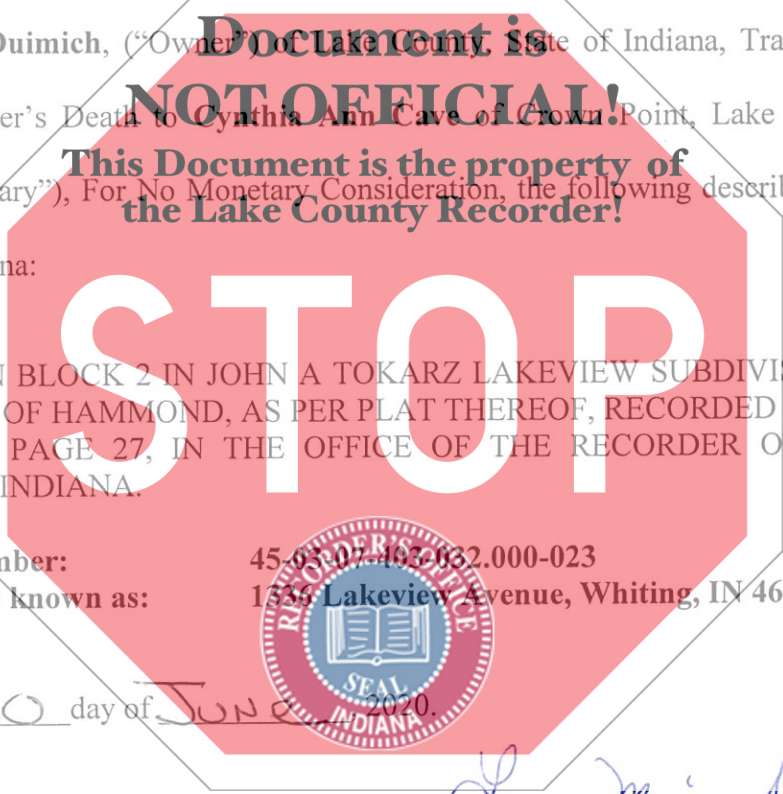 Document is
Duimich, ("Owner") of Lake County, State of Indiana, Tra
NOT OFFICIAL!
er's Death to Cynthia Ann Cave of Crown Point, Lake
This Document is the property of
ary"), For No Monetary Consideration, the following describ
the Lake County Recorder!
na:
STOP
N BLOCK 2 IN JOHN A TOKARZ LAKEVIEW SUBDIVIS
OF HAMMOND, AS PER PLAT THEREOF, RECORDED
PAGE 27, IN THE OFFICE OF THE RECORDER O
INDIANA.
mber: 45-03-07-403-032.000-023
known as: 1336 Lakeview Avenue, Whiting, IN 46
RECORDER'S OFFICE
SEAL
INDIANA
0 day of June 2020.